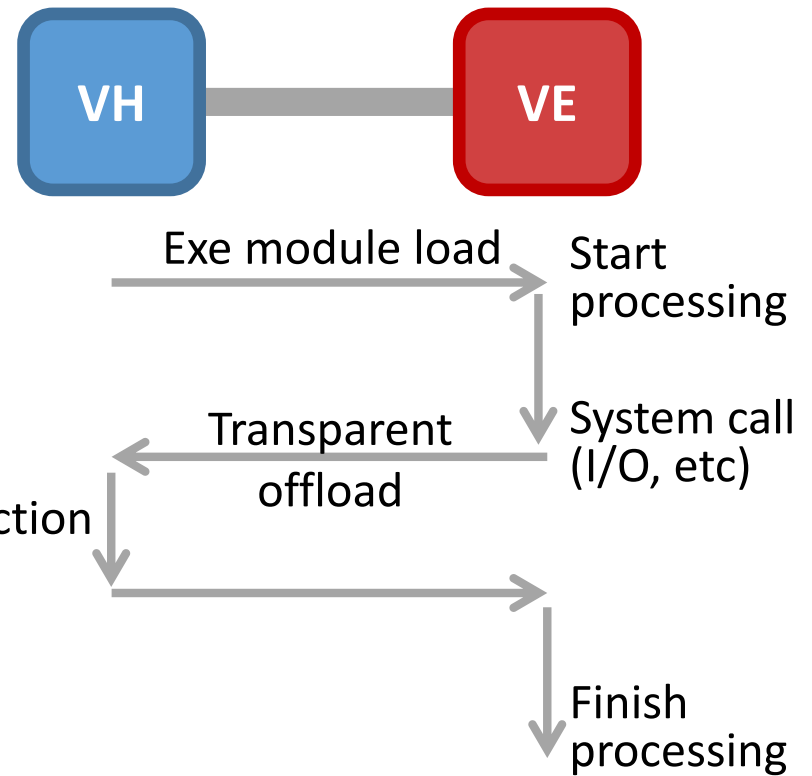 VH
VE
Exe module load
Start
processing
Transparent
offload
System call
(I/O, etc)
Finish
processing